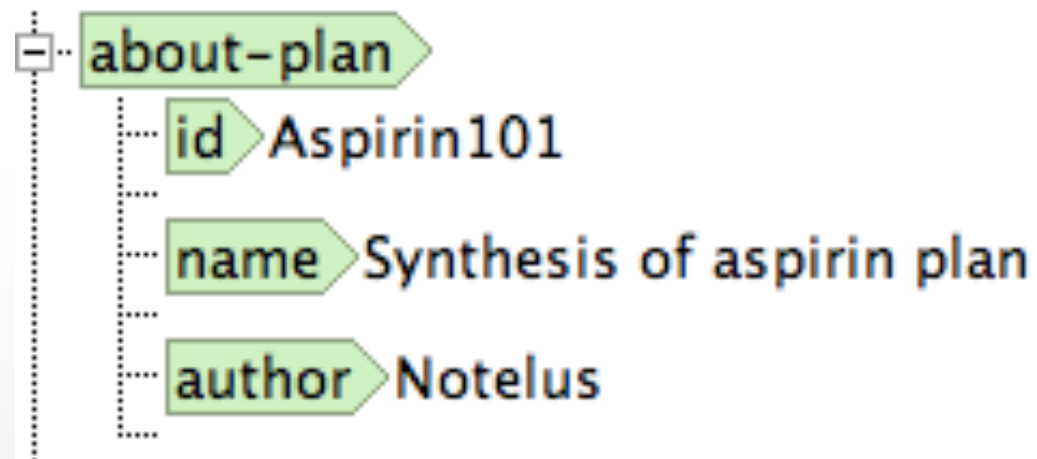 about-plan
id Aspirin101
name Synthesis of aspirin plan
author Notelus